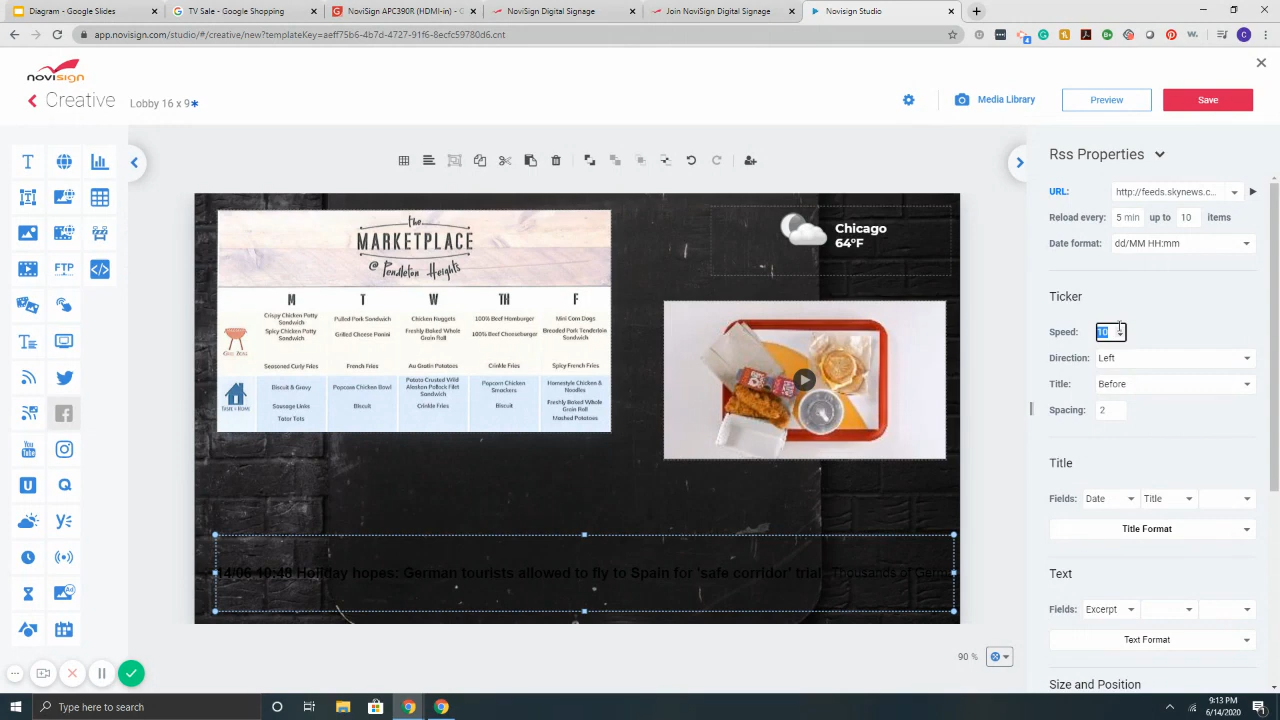 Diagram - Google Slides
TV Sale - Google Shopping
NoviSign APC390R (HDMIin) - m
NoviSign Applications
Join NoviSign Digital Signage
Novisign Studio
app.novisign.com/studio/#/creative/new?templateKey=aeff75b6-4b7d-4727-91f6-8ecfc59780d6.cnt
novisign
Creative
Lobby 16 x 9*
Media Library
Preview
Save
the
MARKETPLACE
@ Pendleton Heights
M T W TH F
Crispy Chicken Patty Sandwich
Spicy Chicken Patty Sandwich
Seasoned Curly Fries
Pulled Pork Sandwich
Grilled Cheese Panini
French Fries
Chicken Nuggets
Freshly Baked Whole Grain Roll
Au Gratin Potatoes
100% Beef Hamburger
100% Beef Cheeseburger
Crinkle Fries
Mini Corn Dogs
Breaded Pork Tenderloin Sandwich
Spicy French Fries
Biscuit & Gravy
Sausage Links
Tater Tots
Popcorn Chicken Bowl
Biscuit
Potato Crusted Wild Alaskan Pollock Filet Sandwich
Crinkle Fries
Popcorn Chicken Smackers
Biscuit
Homestyle Chicken & Noodles
Freshly Baked Whole Grain Roll
Mashed Potatoes
Chicago
64°F
14/06 10:48 Holiday hopes: German tourists allowed to fly to Spain for 'safe corridor' trial Thousands of Germ
90 %
Rss Properties
URL: http://feeds.skynews.c...
Reload every: 5 min up to 10 items
Date format: dd/MM HH:mm
Ticker
Speed: 10
Direction: Left
Title: Before
Spacing: 2
Title
Fields: Date Title
Title Format
Text
Fields: Excerpt
Text Format
Size and Position
Type here to search
9:13 PM
6/14/2020